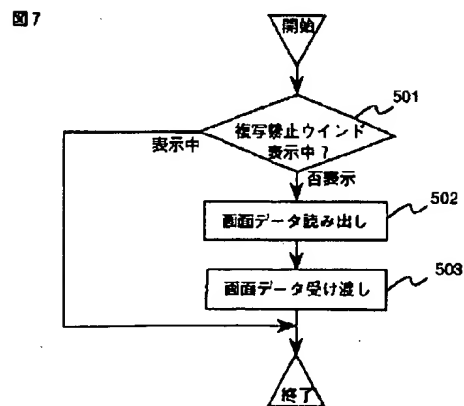 図7
開始
501
複写禁止ウインド
表示中?
表示中
否表示
502
画面データ読み出し
503
画面データ受け渡し
終了